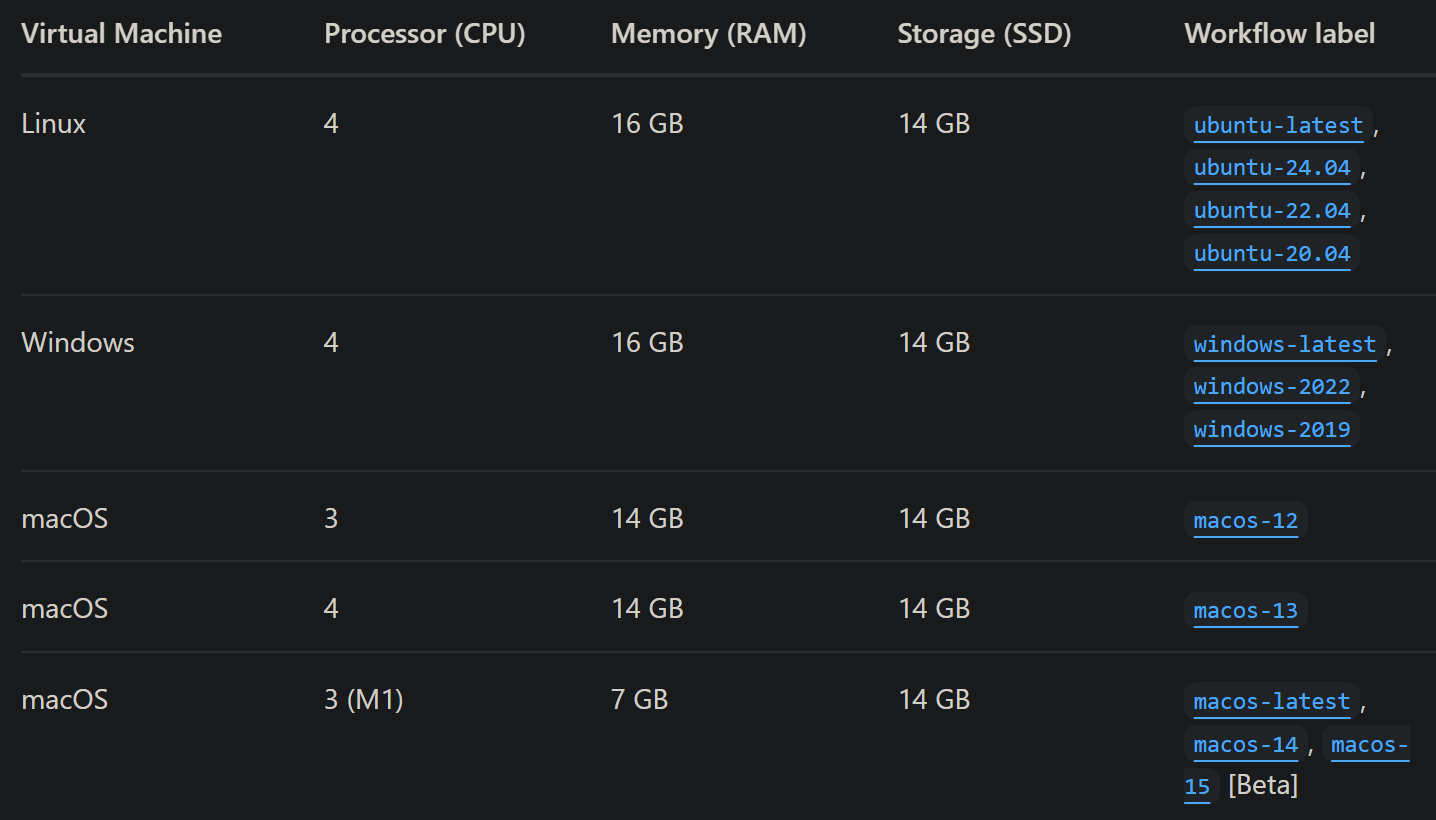 Virtual Machine Processor (CPU) Memory (RAM) Storage (SSD) Workflow label
Linux 4 16 GB 14 GB ubuntu-latest ,
ubuntu-24.04 ,
ubuntu-22.04 ,
ubuntu-20.04
Windows 4 16 GB 14 GB windows-latest ,
windows-2022 ,
windows-2019
macOS 3 14 GB 14 GB macos-12
macOS 4 14 GB 14 GB macos-13
macOS 3 (M1) 7 GB 14 GB macos-latest ,
macos-14 , macos-
15 [Beta]